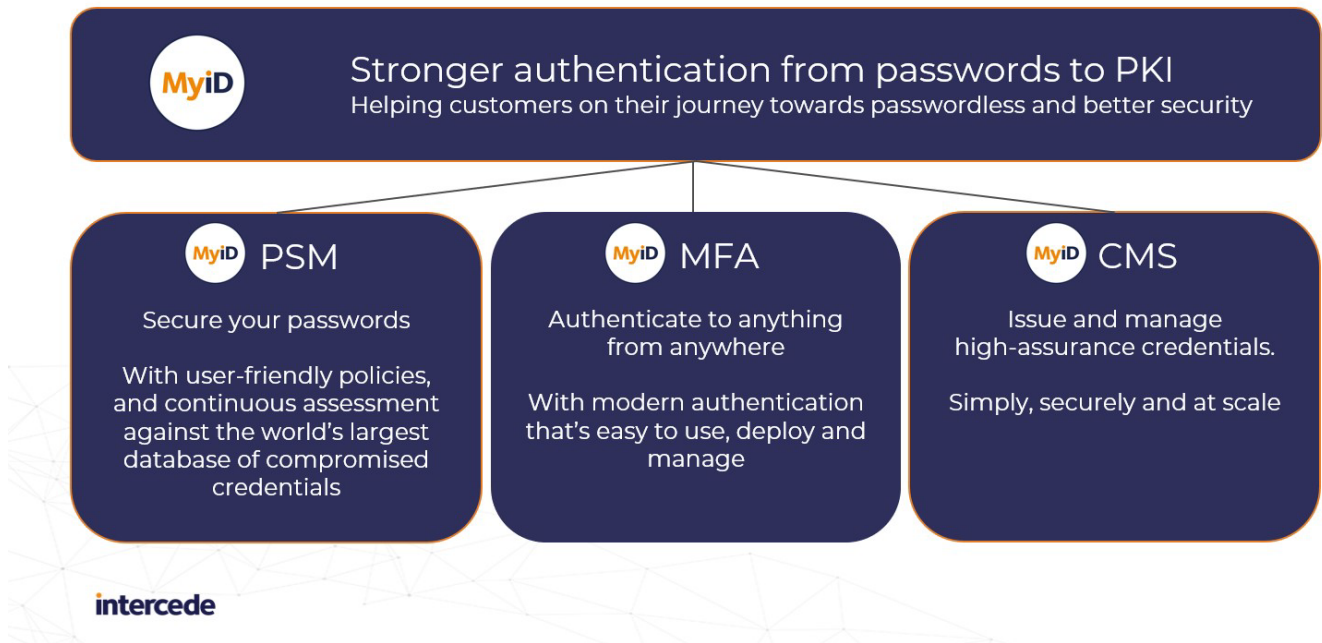 MyiD
Stronger authentication from passwords to PKI
Helping customers on their journey towards passwordless and better security
MyiD PSM
Secure your passwords
With user-friendly policies,
and continuous assessment
against the world's largest
database of compromised
credentials
MyiD MFA
Authenticate to anything
from anywhere
With modern authentication
that's easy to use, deploy and
manage
MyiD CMS
Issue and manage
high-assurance credentials.
Simply, securely and at scale
intercede